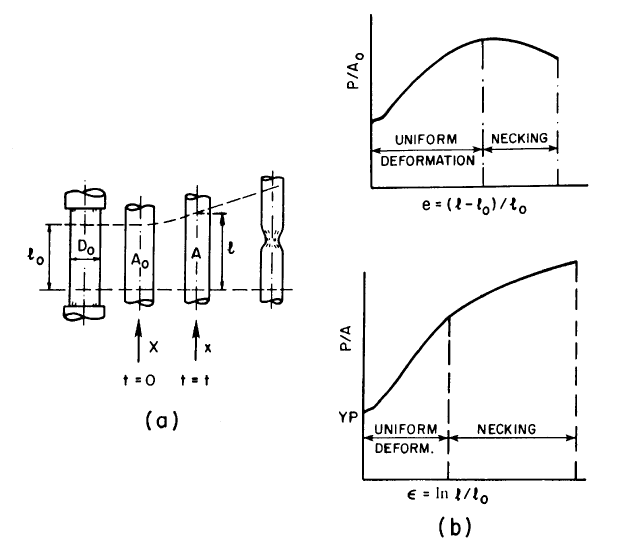 P/A₀
UNIFORM
DEFORMATION
NECKING
e = (ℓ-ℓ₀)/ℓ₀
ℓ₀
D₀
A₀
A
ℓ
X
x
t = 0
t = t
(a)
P/A
YP
UNIFORM
DEFORM.
NECKING
ϵ = ln ℓ/ℓ₀
(b)